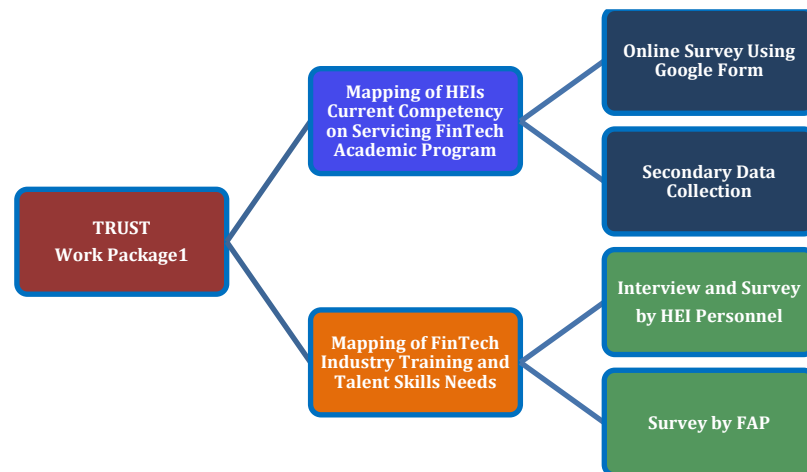 TRUST
Work Package1
Mapping of HEIs
Current Competency
on Servicing FinTech
Academic Program
Online Survey Using
Google Form
Secondary Data
Collection
Mapping of FinTech
Industry Training and
Talent Skills Needs
Interview and Survey
by HEI Personnel
Survey by FAP